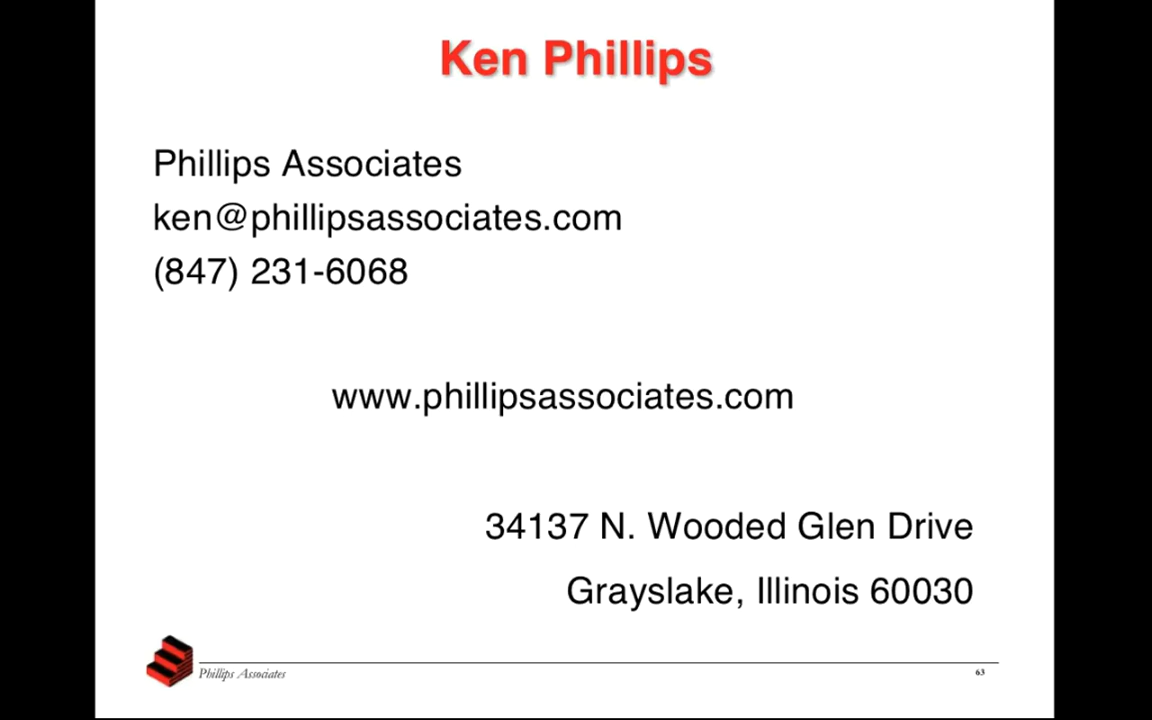 Ken Phillips
Phillips Associates
ken@phillipsassociates.com
(847) 231-6068
www.phillipsassociates.com
34137 N. Wooded Glen Drive
Grayslake, Illinois 60030
Phillips Associates
63